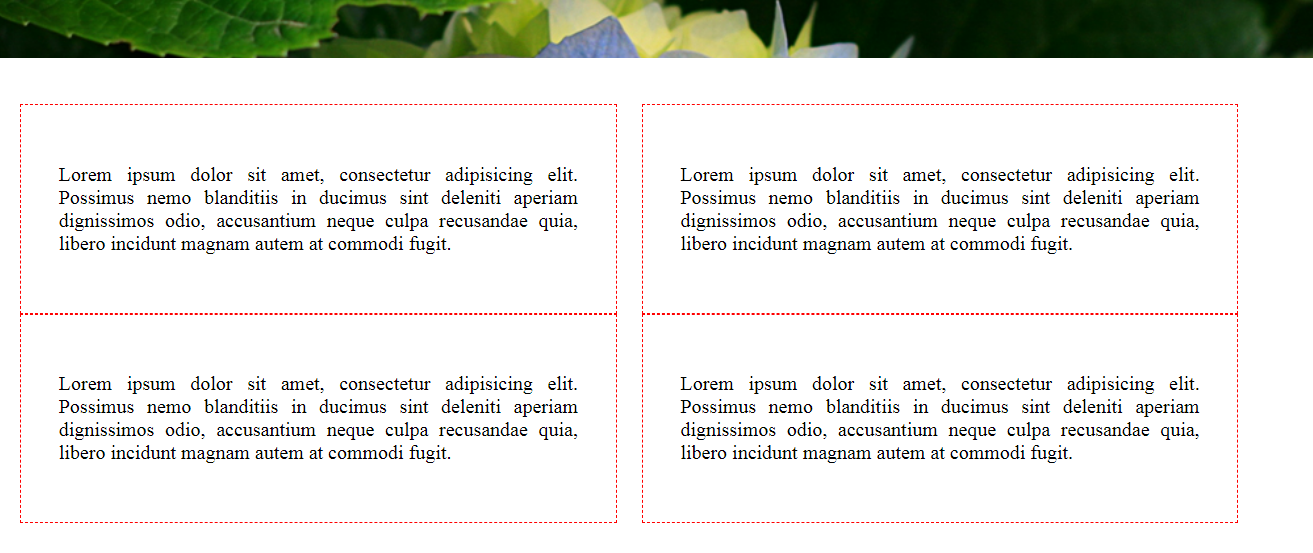 Lorem ipsum dolor sit amet, consectetur adipisicing elit.
Possimus nemo blanditiis in ducimus sint deleniti aperiam
dignissimos odio, accusantium neque culpa recusandae quia,
libero incidunt magnam autem at commodi fugit.
Lorem ipsum dolor sit amet, consectetur adipisicing elit.
Possimus nemo blanditiis in ducimus sint deleniti aperiam
dignissimos odio, accusantium neque culpa recusandae quia,
libero incidunt magnam autem at commodi fugit.
Lorem ipsum dolor sit amet, consectetur adipisicing elit.
Possimus nemo blanditiis in ducimus sint deleniti aperiam
dignissimos odio, accusantium neque culpa recusandae quia,
libero incidunt magnam autem at commodi fugit.
Lorem ipsum dolor sit amet, consectetur adipisicing elit.
Possimus nemo blanditiis in ducimus sint deleniti aperiam
dignissimos odio, accusantium neque culpa recusandae quia,
libero incidunt magnam autem at commodi fugit.